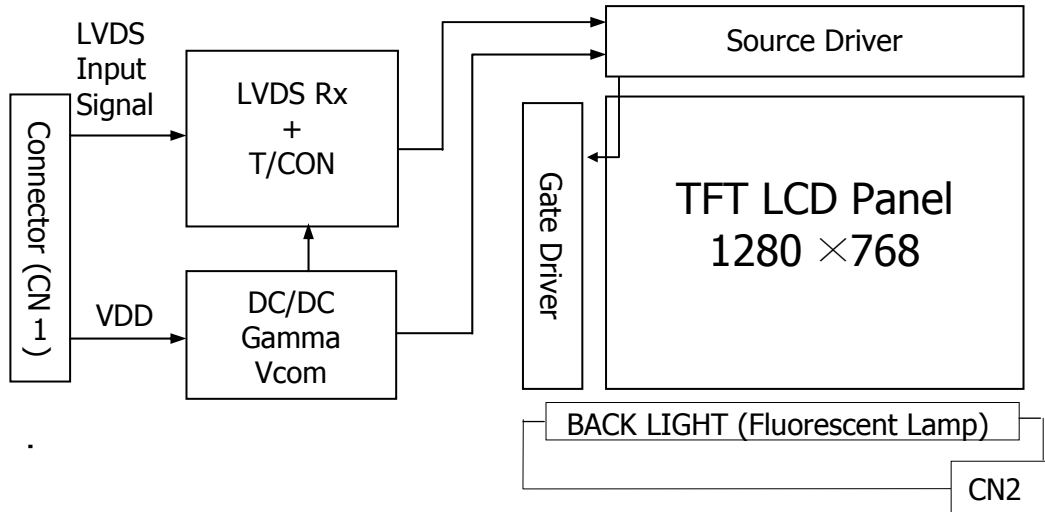 LVDS
Input
Signal
Connector (CN
1)
VDD
LVDS Rx
+
T/CON
DC/DC
Gamma
Vcom
Source Driver
Gate Driver
TFT LCD Panel
1280 ×768
BACK LIGHT (Fluorescent Lamp)
CN2
.